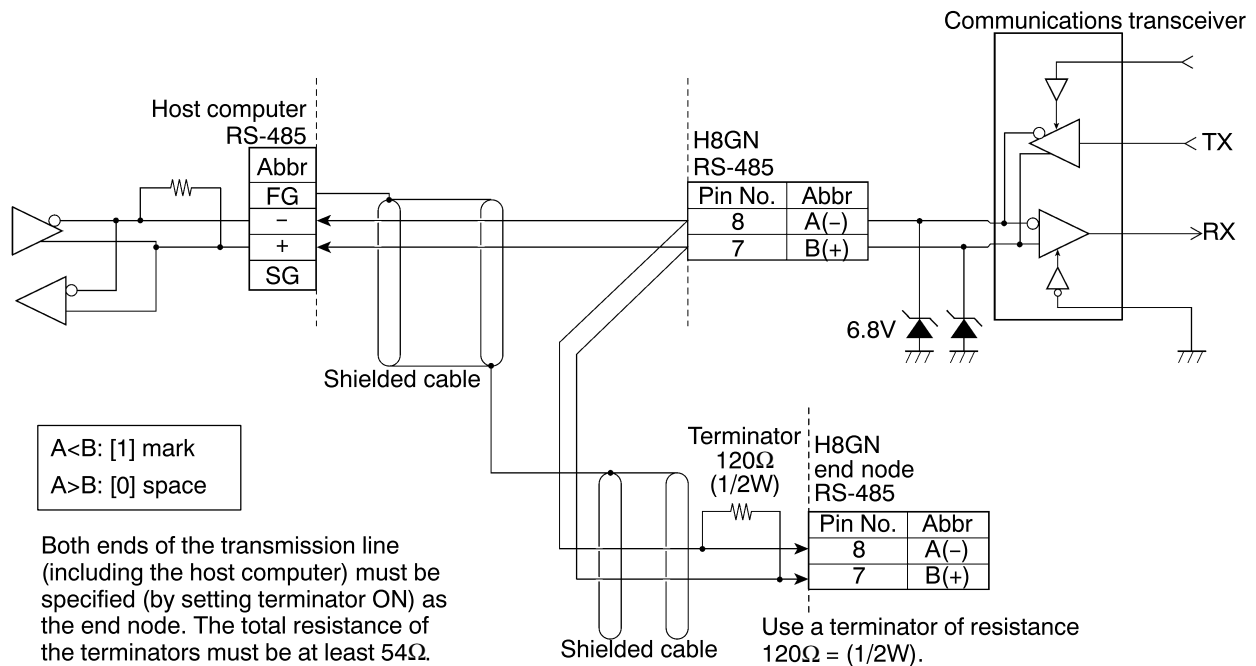 Communications transceiver
Host computer
RS-485
Abbr
FG
−
+
SG
H8GN
RS-485
Pin No. Abbr
8 A(−)
7 B(+)
TX
RX
6.8V
Shielded cable
A<B: [1] mark
A>B: [0] space
Terminator
120Ω
(1/2W)
H8GN
end node
RS-485
Pin No. Abbr
8 A(−)
7 B(+)
Both ends of the transmission line
(including the host computer) must be
specified (by setting terminator ON) as
the end node. The total resistance of
the terminators must be at least 54Ω.
Shielded cable
Use a terminator of resistance
120Ω = (1/2W).